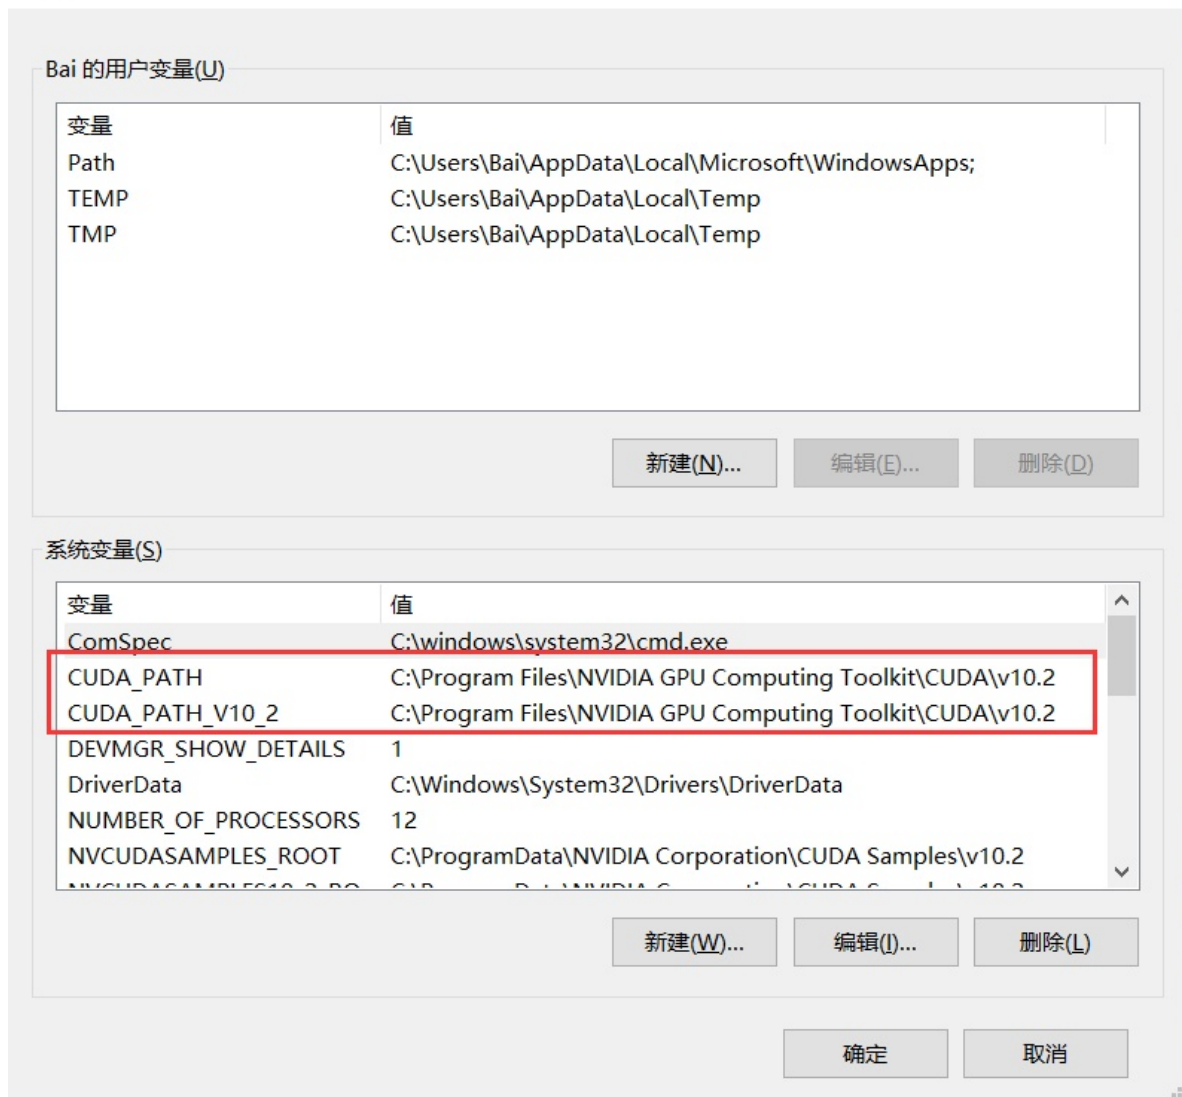 Bai 的用户变量(U)
变量 值
Path C:\Users\Bai\AppData\Local\Microsoft\WindowsApps;
TEMP C:\Users\Bai\AppData\Local\Temp
TMP C:\Users\Bai\AppData\Local\Temp
新建(N)... 编辑(E)... 删除(D)
系统变量(S)
变量 值
ComSpec C:\windows\system32\cmd.exe
CUDA_PATH C:\Program Files\NVIDIA GPU Computing Toolkit\CUDA\v10.2
CUDA_PATH_V10_2 C:\Program Files\NVIDIA GPU Computing Toolkit\CUDA\v10.2
DEVMGR_SHOW_DETAILS 1
DriverData C:\Windows\System32\Drivers\DriverData
NUMBER_OF_PROCESSORS 12
NVCUDASAMPLES_ROOT C:\ProgramData\NVIDIA Corporation\CUDA Samples\v10.2
新建(W)... 编辑(I)... 删除(L)
确定 取消